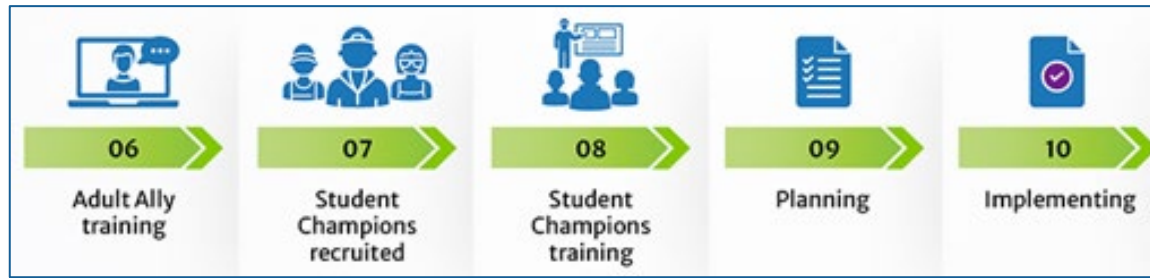 06
Adult Ally
training
07
Student
Champions
recruited
08
Student
Champions
training
09
Planning
10
Implementing